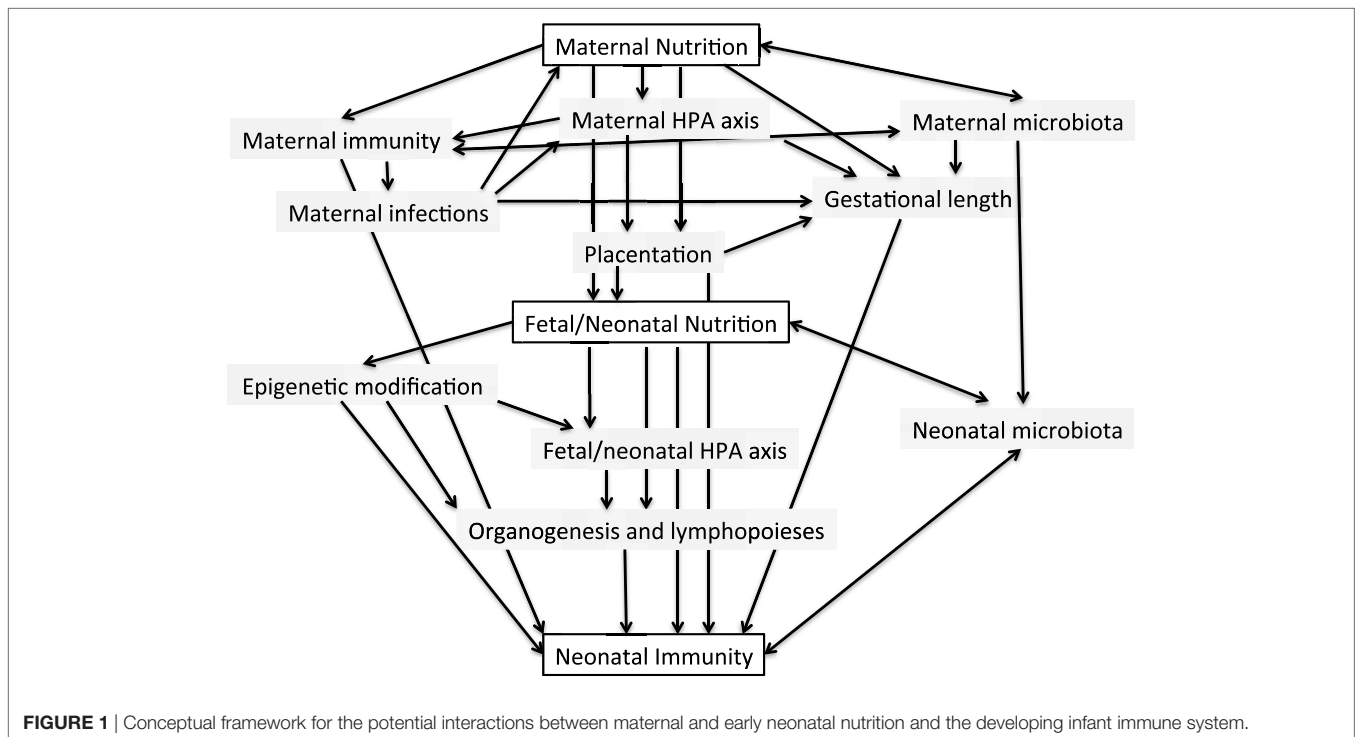 Maternal Nutrition
Maternal HPA axis
Maternal microbiota
Maternal immunity
Gestational length
Maternal infections
Placentation
Fetal/Neonatal Nutrition
Epigenetic modification
Neonatal microbiota
Fetal/neonatal HPA axis
Organogenesis and lymphopoieses
Neonatal Immunity
FIGURE 1 | Conceptual framework for the potential interactions between maternal and early neonatal nutrition and the developing infant immune system.